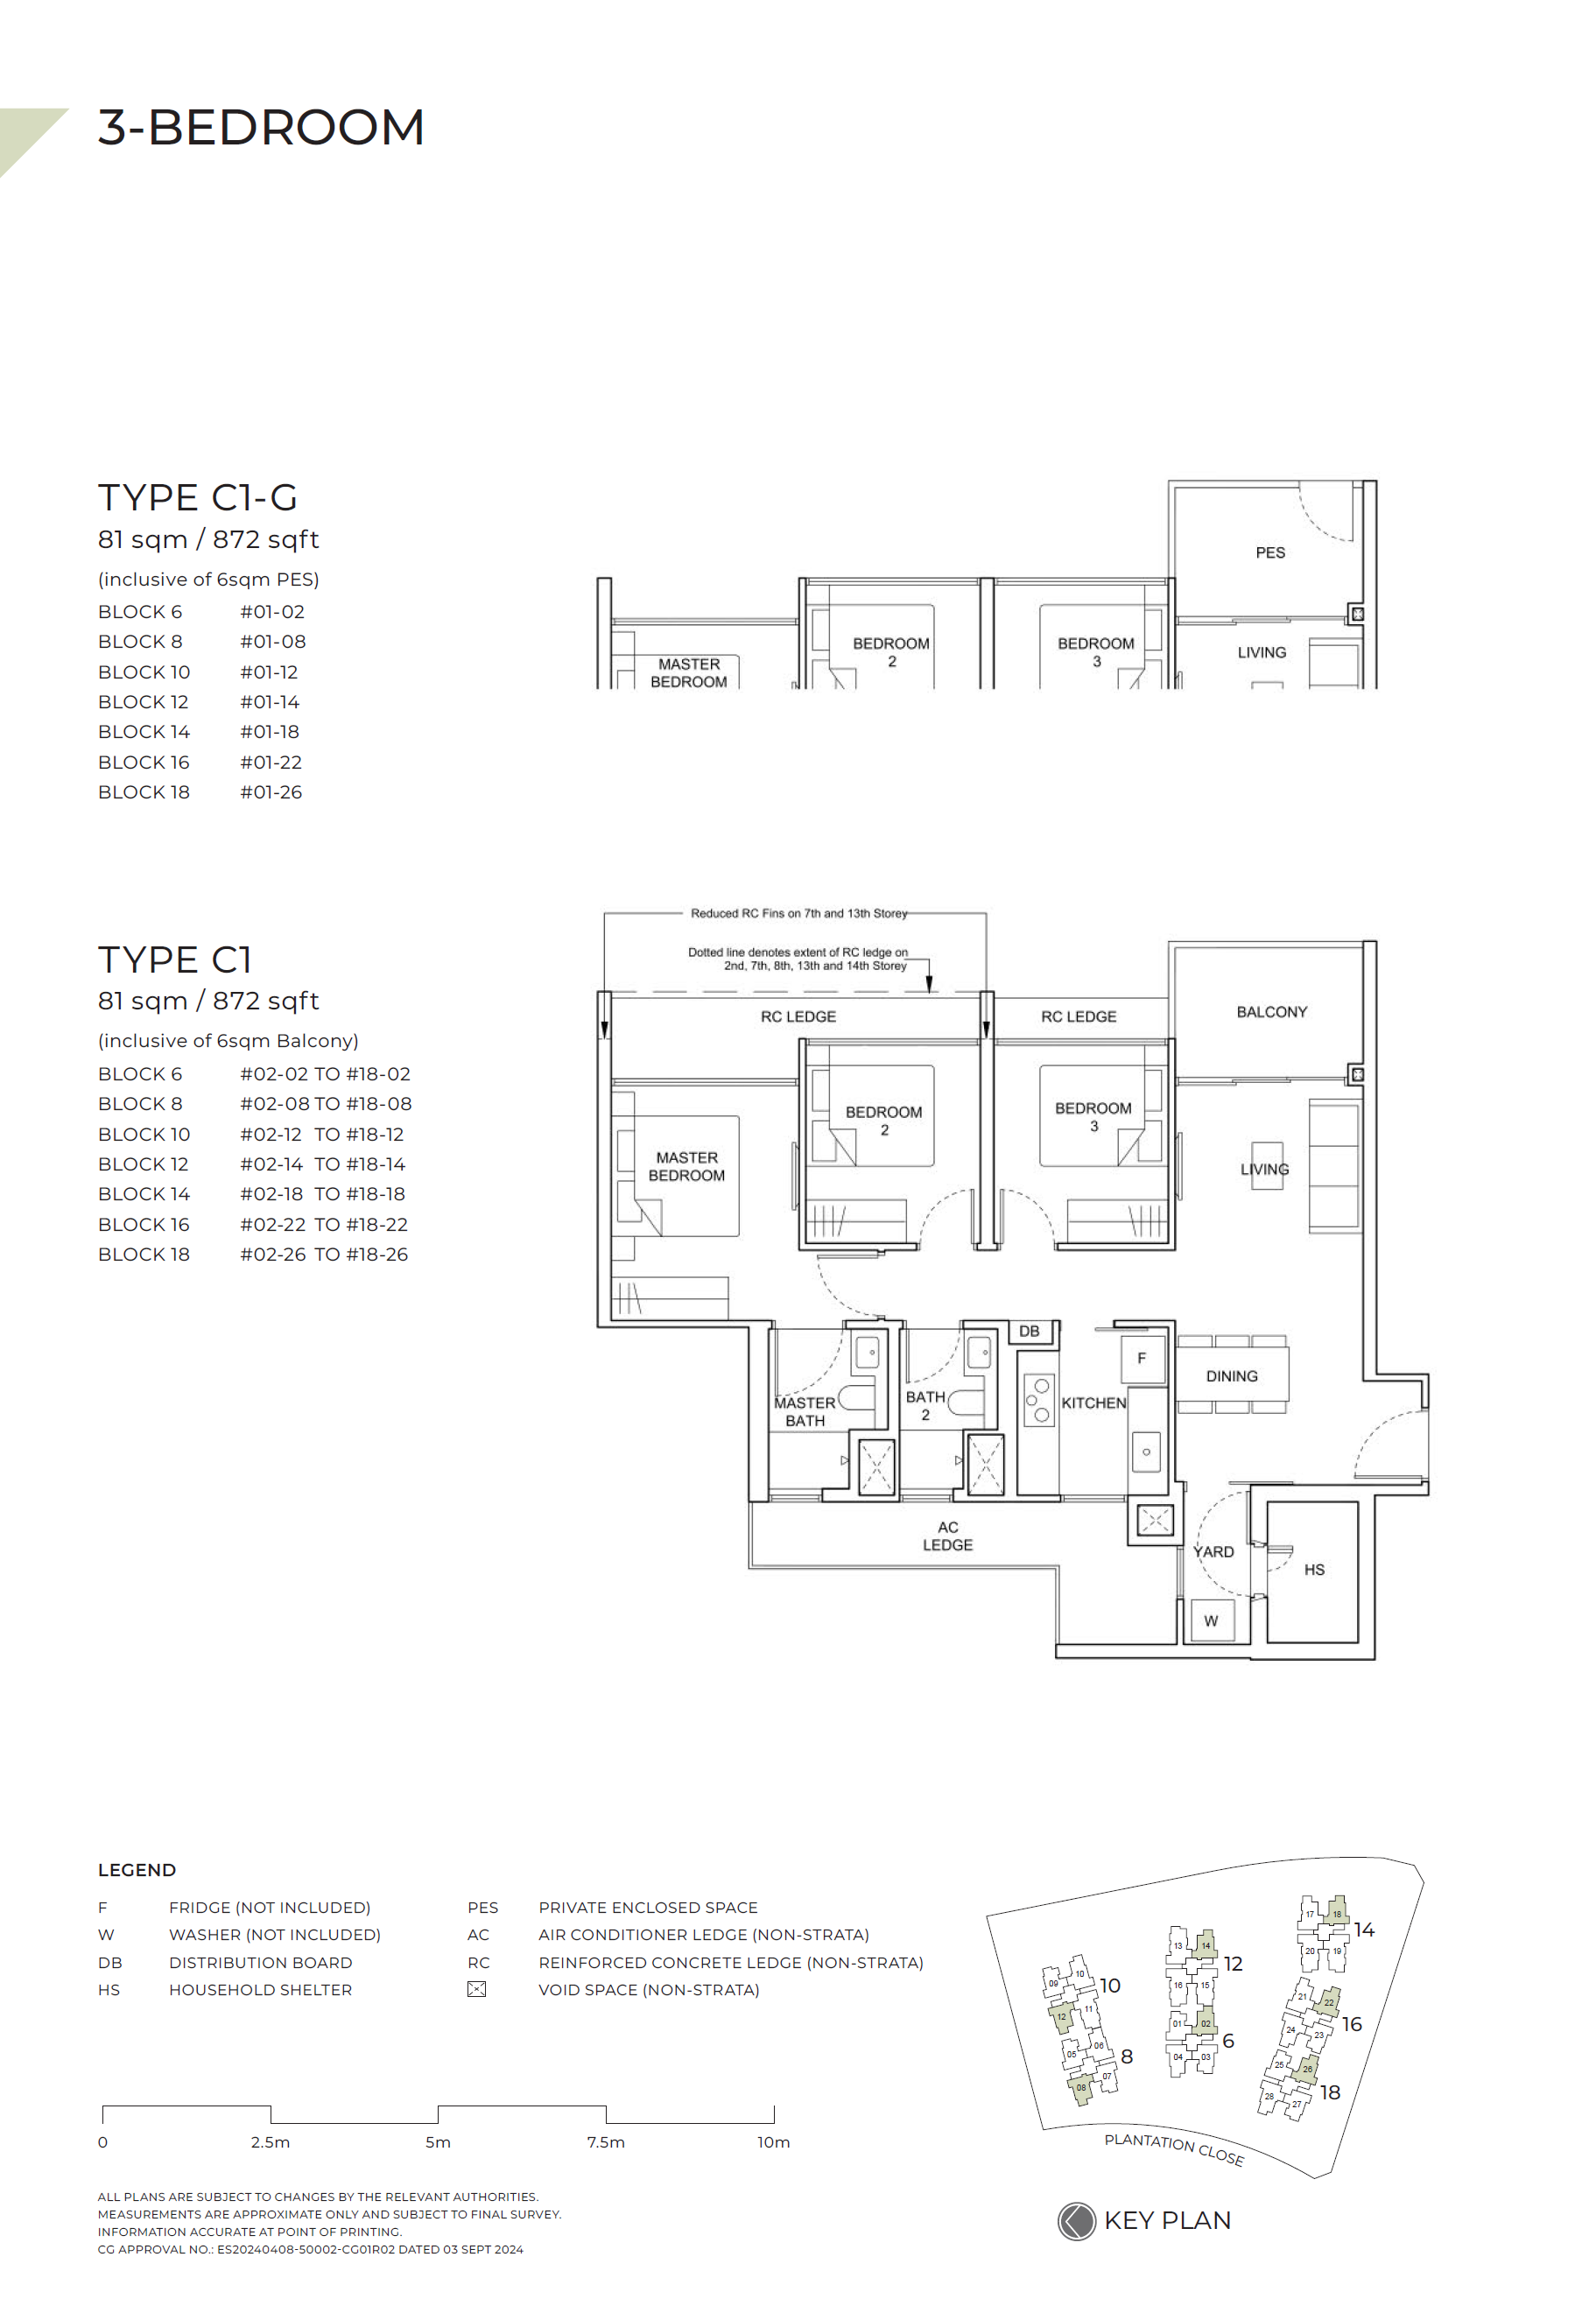 3-BEDROOM
TYPE C1-G
81 sqm / 872 sqft
(inclusive of 6sqm PES)
BLOCK 6 #01-02
BLOCK 8 #01-08
BLOCK 10 #01-12
BLOCK 12 #01-14
BLOCK 14 #01-18
BLOCK 16 #01-22
BLOCK 18 #01-26
PES
BEDROOM
2
BEDROOM
3
LIVING
MASTER
BEDROOM
TYPE C1
81 sqm / 872 sqft
(inclusive of 6sqm Balcony)
BLOCK 6 #02-02 TO #18-02
BLOCK 8 #02-08 TO #18-08
BLOCK 10 #02-12 TO #18-12
BLOCK 12 #02-14 TO #18-14
BLOCK 14 #02-18 TO #18-18
BLOCK 16 #02-22 TO #18-22
BLOCK 18 #02-26 TO #18-26
Reduced RC Fins on 7th and 13th Storey
Dotted line denotes extent of RC ledge on
2nd, 7th, 8th, 13th and 14th Storey
RC LEDGE
RC LEDGE
BALCONY
BEDROOM
2
BEDROOM
3
MASTER
BEDROOM
LIVING
DB
F
DINING
MASTER
BATH
BATH
2
KITCHEN
AC
LEDGE
YARD
HS
W
LEGEND
F FRIDGE (NOT INCLUDED)
W WASHER (NOT INCLUDED)
DB DISTRIBUTION BOARD
HS HOUSEHOLD SHELTER
PES PRIVATE ENCLOSED SPACE
AC AIR CONDITIONER LEDGE (NON-STRATA)
RC REINFORCED CONCRETE LEDGE (NON-STRATA)
VOID SPACE (NON-STRATA)
0 2.5m 5m 7.5m 10m
ALL PLANS ARE SUBJECT TO CHANGES BY THE RELEVANT AUTHORITIES.
MEASUREMENTS ARE APPROXIMATE ONLY AND SUBJECT TO FINAL SURVEY.
INFORMATION ACCURATE AT POINT OF PRINTING.
CG APPROVAL NO.: ES20240408-50002-CG01R02 DATED 03 SEPT 2024
17 18
14
20 19
13 14
12
16 15
09 10
10
12 11
21 22
16
24 23
01 02
6
04 03
05 06
8
08 07
25 26
18
28 27
PLANTATION CLOSE
KEY PLAN